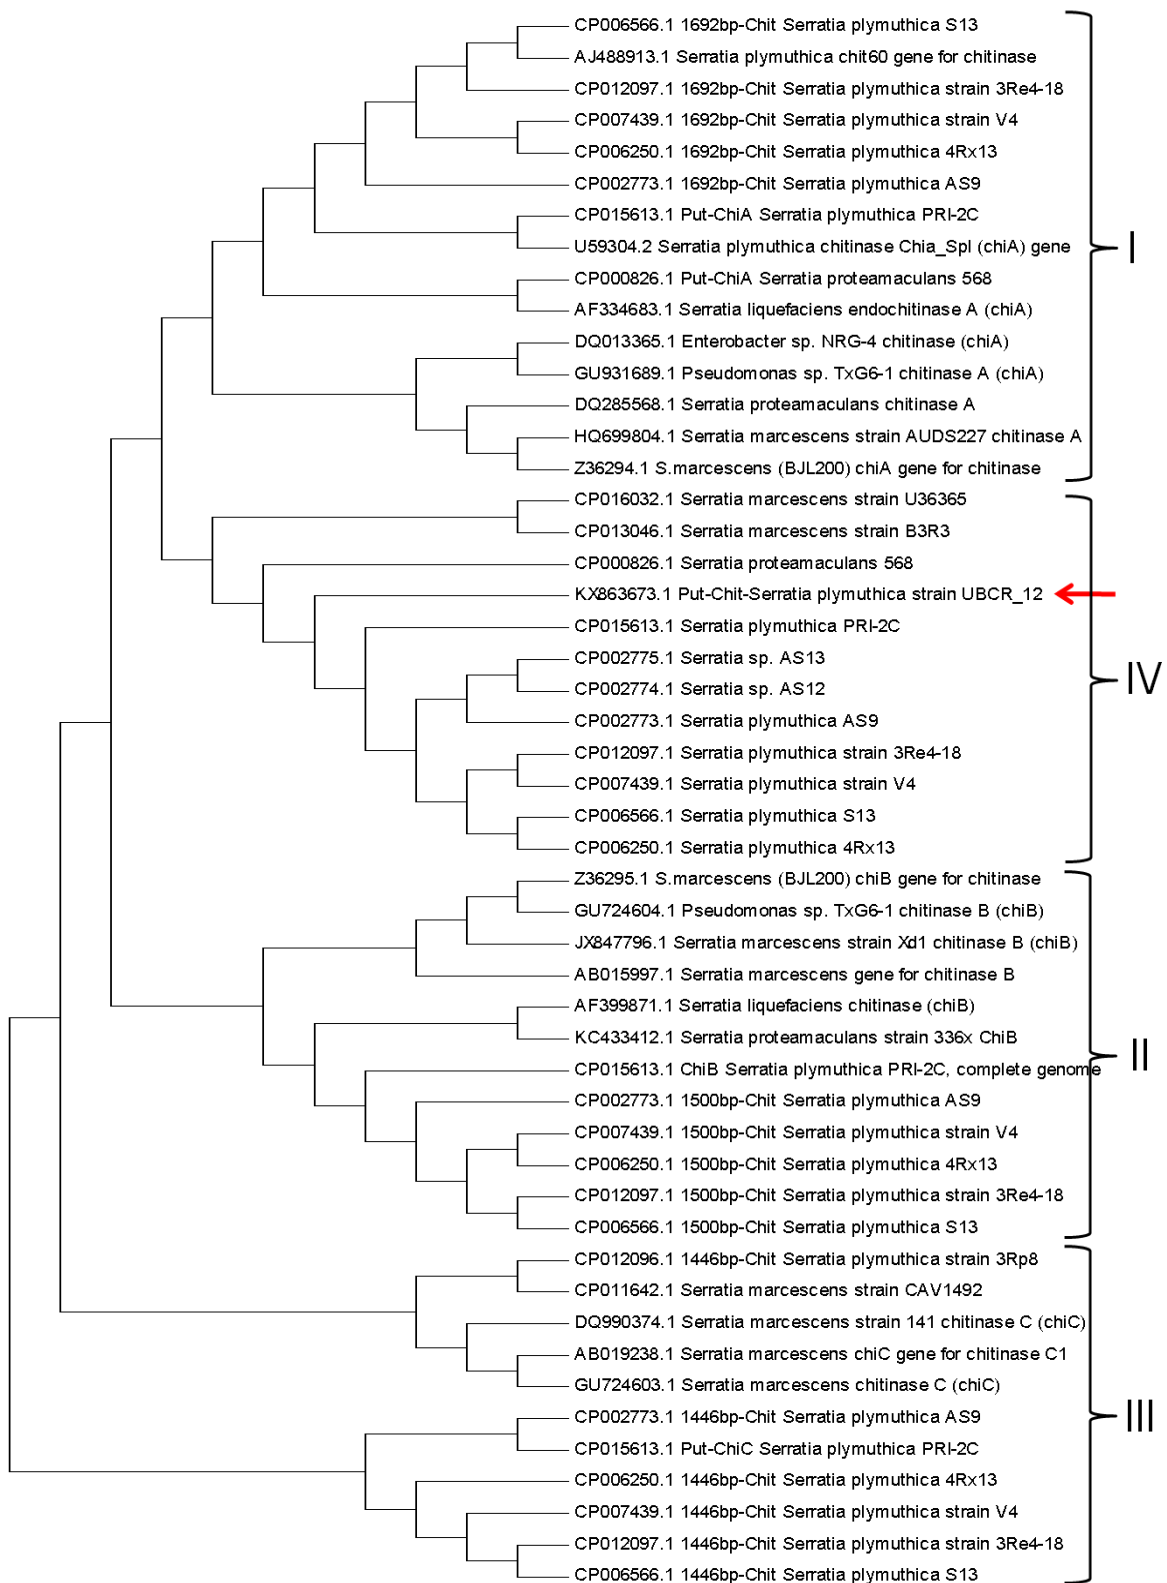 CP006566.1 1692bp-Chit Serratia plymuthica S13
AJ488913.1 Serratia plymuthica chit60 gene for chitinase
CP012097.1 1692bp-Chit Serratia plymuthica strain 3Re4-18
CP007439.1 1692bp-Chit Serratia plymuthica strain V4
CP006250.1 1692bp-Chit Serratia plymuthica 4Rx13
CP002773.1 1692bp-Chit Serratia plymuthica AS9
CP015613.1 Put-ChiA Serratia plymuthica PRI-2C
U59304.2 Serratia plymuthica chitinase Chia_Spl (chiA) gene
I
CP000826.1 Put-ChiA Serratia proteamaculans 568
AF334683.1 Serratia liquefaciens endochitinase A (chiA)
DQ013365.1 Enterobacter sp. NRG-4 chitinase (chiA)
GU931689.1 Pseudomonas sp. TxG6-1 chitinase A (chiA)
DQ285568.1 Serratia proteamaculans chitinase A
HQ699804.1 Serratia marcescens strain AUDS227 chitinase A
Z36294.1 S.marcescens (BJL200) chiA gene for chitinase
CP016032.1 Serratia marcescens strain U36365
CP013046.1 Serratia marcescens strain B3R3
CP000826.1 Serratia proteamaculans 568
KX863673.1 Put-Chit-Serratia plymuthica strain UBCR_12
CP015613.1 Serratia plymuthica PRI-2C
CP002775.1 Serratia sp. AS13
IV
CP002774.1 Serratia sp. AS12
CP002773.1 Serratia plymuthica AS9
CP012097.1 Serratia plymuthica strain 3Re4-18
CP007439.1 Serratia plymuthica strain V4
CP006566.1 Serratia plymuthica S13
CP006250.1 Serratia plymuthica 4Rx13
Z36295.1 S.marcescens (BJL200) chiB gene for chitinase
GU724604.1 Pseudomonas sp. TxG6-1 chitinase B (chiB)
JX847796.1 Serratia marcescens strain Xd1 chitinase B (chiB)
AB015997.1 Serratia marcescens gene for chitinase B
AF399871.1 Serratia liquefaciens chitinase (chiB)
KC433412.1 Serratia proteamaculans strain 336x ChiB
II
CP015613.1 ChiB Serratia plymuthica PRI-2C, complete genome
CP002773.1 1500bp-Chit Serratia plymuthica AS9
CP007439.1 1500bp-Chit Serratia plymuthica strain V4
CP006250.1 1500bp-Chit Serratia plymuthica 4Rx13
CP012097.1 1500bp-Chit Serratia plymuthica strain 3Re4-18
CP006566.1 1500bp-Chit Serratia plymuthica S13
CP012096.1 1446bp-Chit Serratia plymuthica strain 3Rp8
CP011642.1 Serratia marcescens strain CAV1492
DQ990374.1 Serratia marcescens strain 141 chitinase C (chiC)
AB019238.1 Serratia marcescens chiC gene for chitinase C1
GU724603.1 Serratia marcescens chitinase C (chiC)
CP002773.1 1446bp-Chit Serratia plymuthica AS9
III
CP015613.1 Put-ChiC Serratia plymuthica PRI-2C
CP006250.1 1446bp-Chit Serratia plymuthica 4Rx13
CP007439.1 1446bp-Chit Serratia plymuthica strain V4
CP012097.1 1446bp-Chit Serratia plymuthica strain 3Re4-18
CP006566.1 1446bp-Chit Serratia plymuthica S13